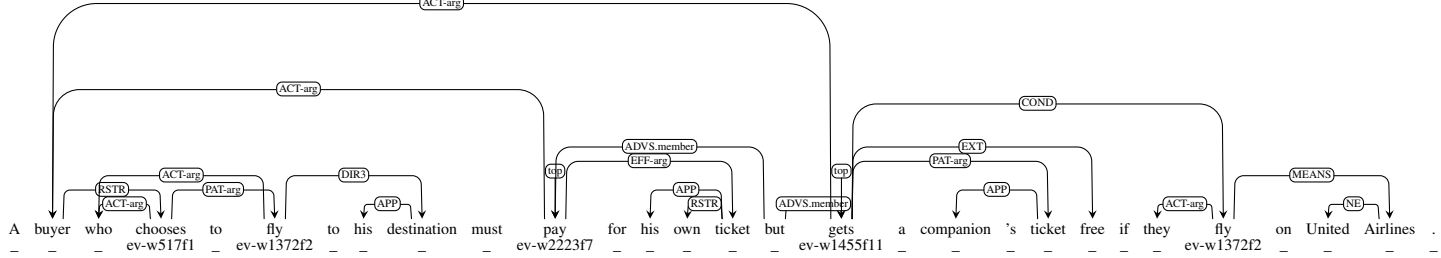 ACT-arg
ACT-arg
COND
ADVS.member EXT
EFF-arg PAT-arg
top top
ACT-arg DIR3 MEANS
RSTR PAT-arg APP APP
ACT-arg APP RSTR ADVS.member ACT-arg NE
A buyer who chooses to fly to his destination must pay for his own ticket but gets a companion 's ticket free if they fly on United Airlines .
_ _ _ ev-w517f1 _ ev-w1372f2 _ _ _ _ ev-w2223f7 _ _ _ _ _ ev-w1455f11 _ _ _ _ _ _ _ ev-w1372f2 _ _ _ _